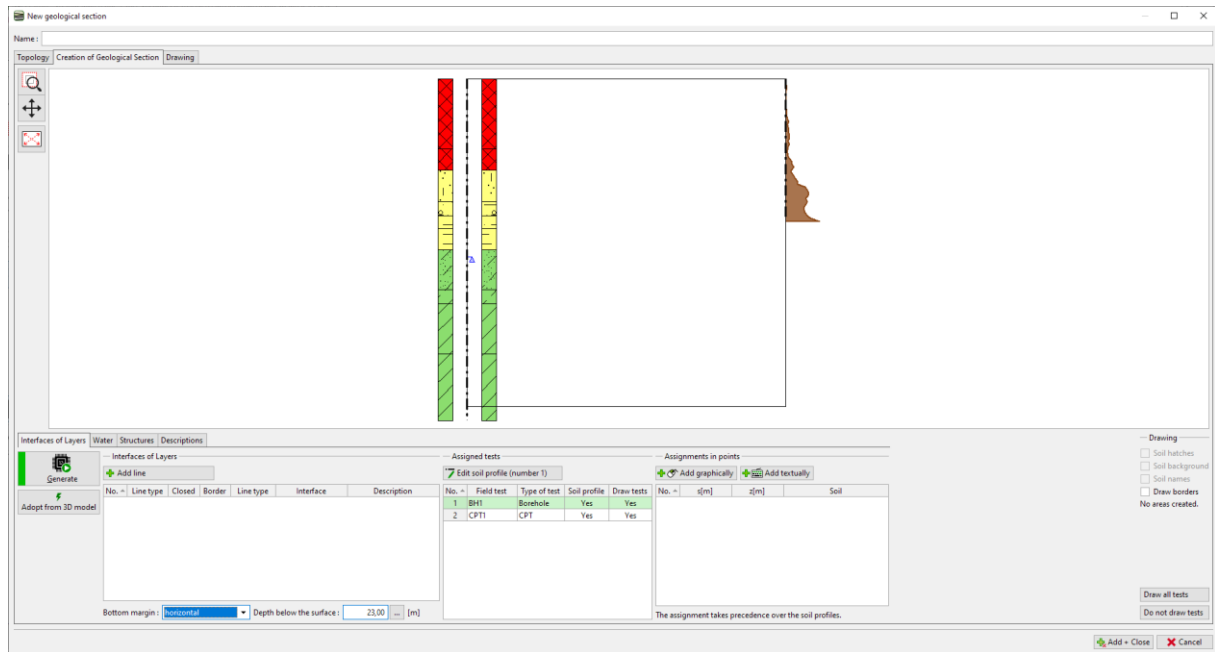 New geological section
Name :
Topology Creation of Geological Section Drawing
Interfaces of Layers Water Structures Descriptions
Generate
Adopt from 3D model
Interfaces of Layers
Add line
No. Line type Closed Border Line type Interface Description
Bottom margin : horizontal Depth below the surface : 23,00 ... [m]
Assigned tests
Edit soil profile (number 1)
No. Field test Type of test Soil profile Draw tests
1 BH1 Borehole Yes Yes
2 CPT1 CPT Yes Yes
Assignments in points
Add graphically Add textually
No. s[m] z[m] Soil
The assignment takes precedence over the soil profiles.
Drawing
Soil hatches
Soil background
Soil names
Draw borders
No areas created.
Draw all tests
Do not draw tests
Add + Close Cancel